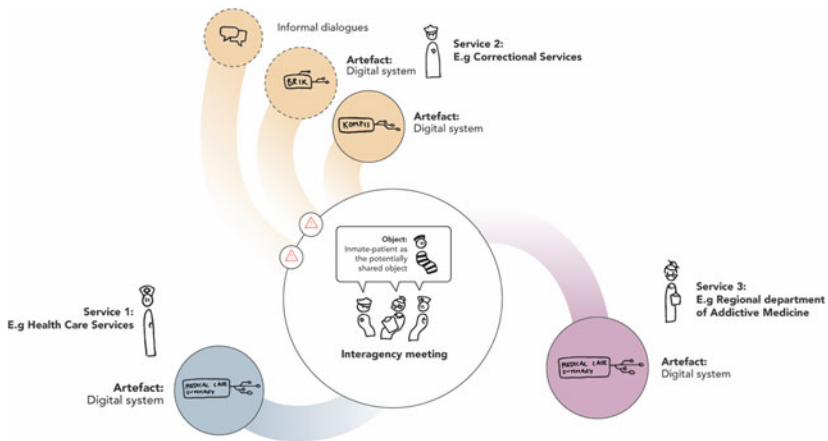 Informal dialogues
Artefact:
Digital system
BRIK
Service 2:
E.g Correctional Services
Artefact:
Digital system
KOMPIS
Object:
Inmate-patient as
the potentially
shared object
Interagency meeting
Service 1:
E.g Health Care Services
Artefact:
Digital system
MEDICAL CARE
SUMMARY
Service 3:
E.g Regional department
of Addictive Medicine
MEDICAL CARE
SUMMARY
Artefact:
Digital system